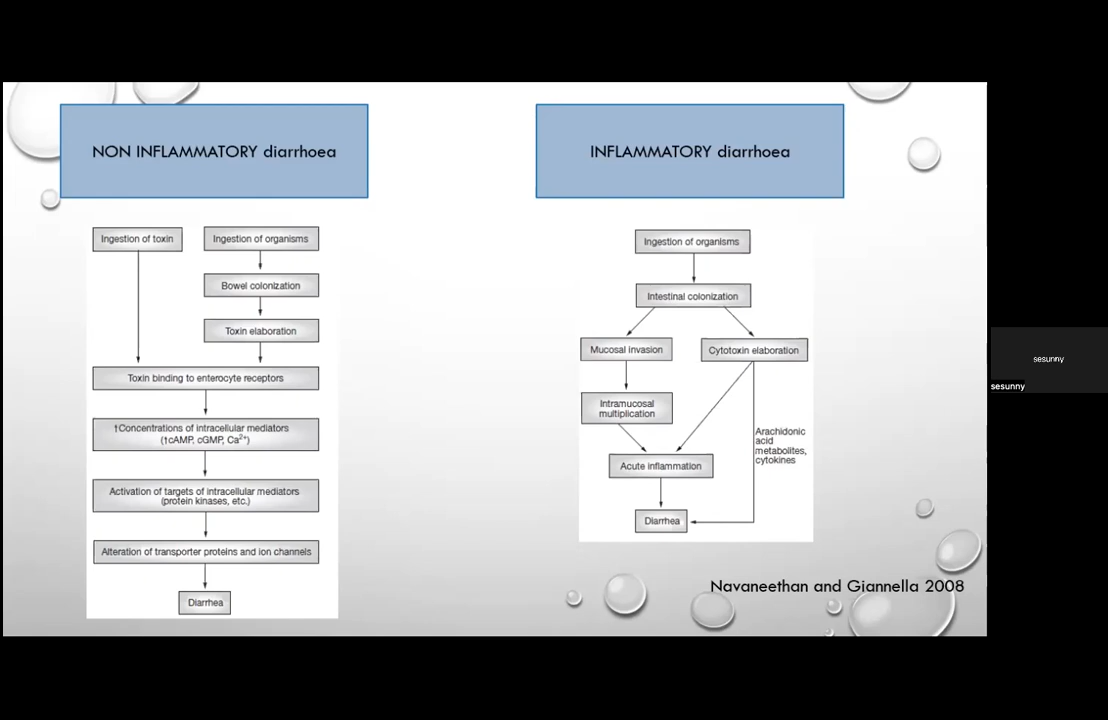 NON INFLAMMATORY diarrhoea
Ingestion of toxin
Ingestion of organisms
Bowel colonization
Toxin elaboration
Toxin binding to enterocyte receptors
↑Concentrations of intracellular mediators
(↑cAMP, cGMP, Ca²⁺)
Activation of targets of intracellular mediators
(protein kinases, etc.)
Alteration of transporter proteins and ion channels
Diarrhea
INFLAMMATORY diarrhoea
Ingestion of organisms
Intestinal colonization
Mucosal invasion
Cytotoxin elaboration
Intramucosal
multiplication
Arachidonic
acid
metabolites,
cytokines
Acute inflammation
Diarrhea
Navaneethan and Giannella 2008
sesunny
sesunny